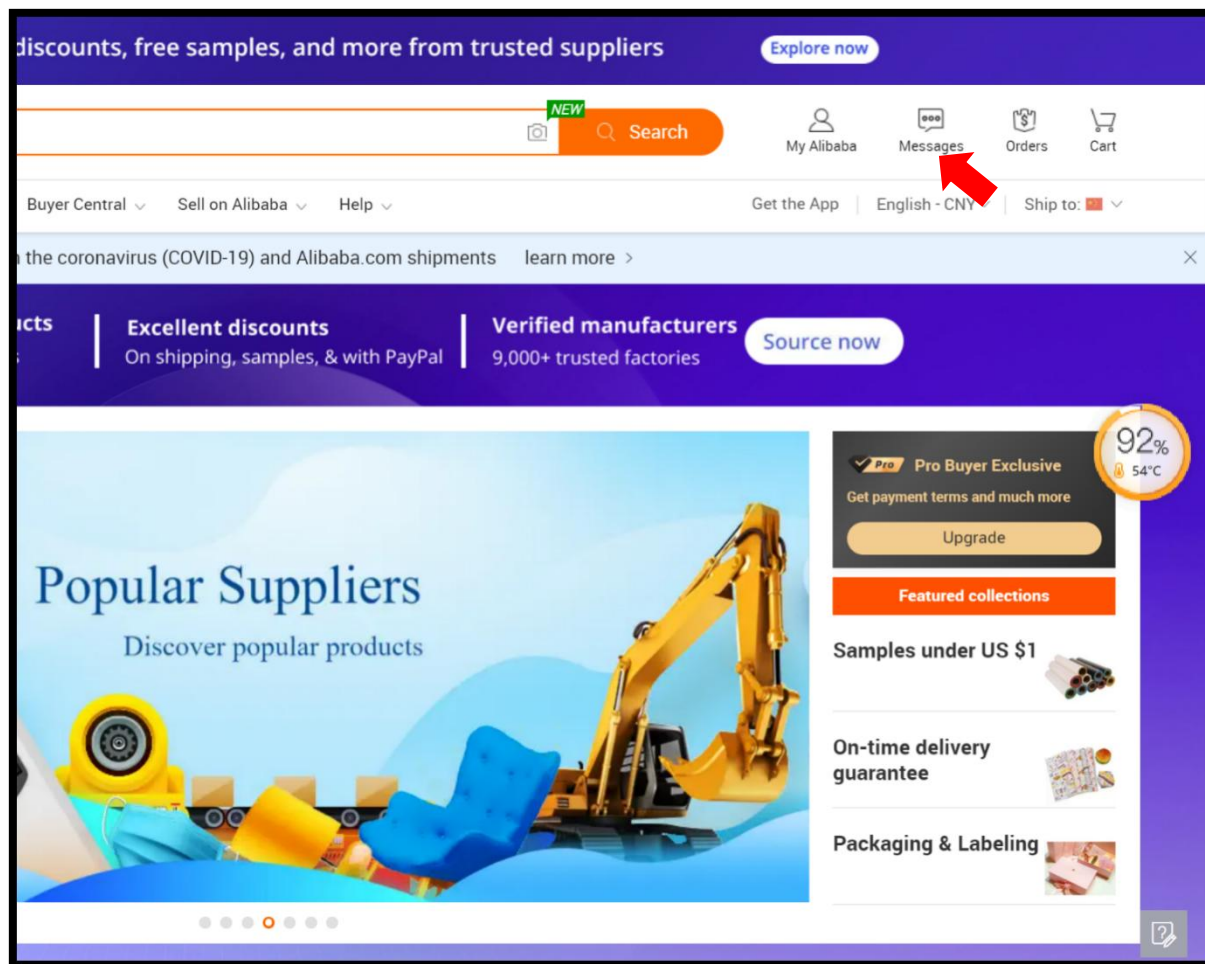 discounts, free samples, and more from trusted suppliers
Explore now
NEW
Search
My Alibaba
Messages
Orders
Cart
Buyer Central
Sell on Alibaba
Help
Get the App
English - CNY
Ship to:
the coronavirus (COVID-19) and Alibaba.com shipments learn more >
Excellent discounts
On shipping, samples, & with PayPal
Verified manufacturers
9,000+ trusted factories
Source now
Popular Suppliers
Discover popular products
Pro Pro Buyer Exclusive
Get payment terms and much more
Upgrade
92%
54°C
Featured collections
Samples under US $1
On-time delivery
guarantee
Packaging & Labeling